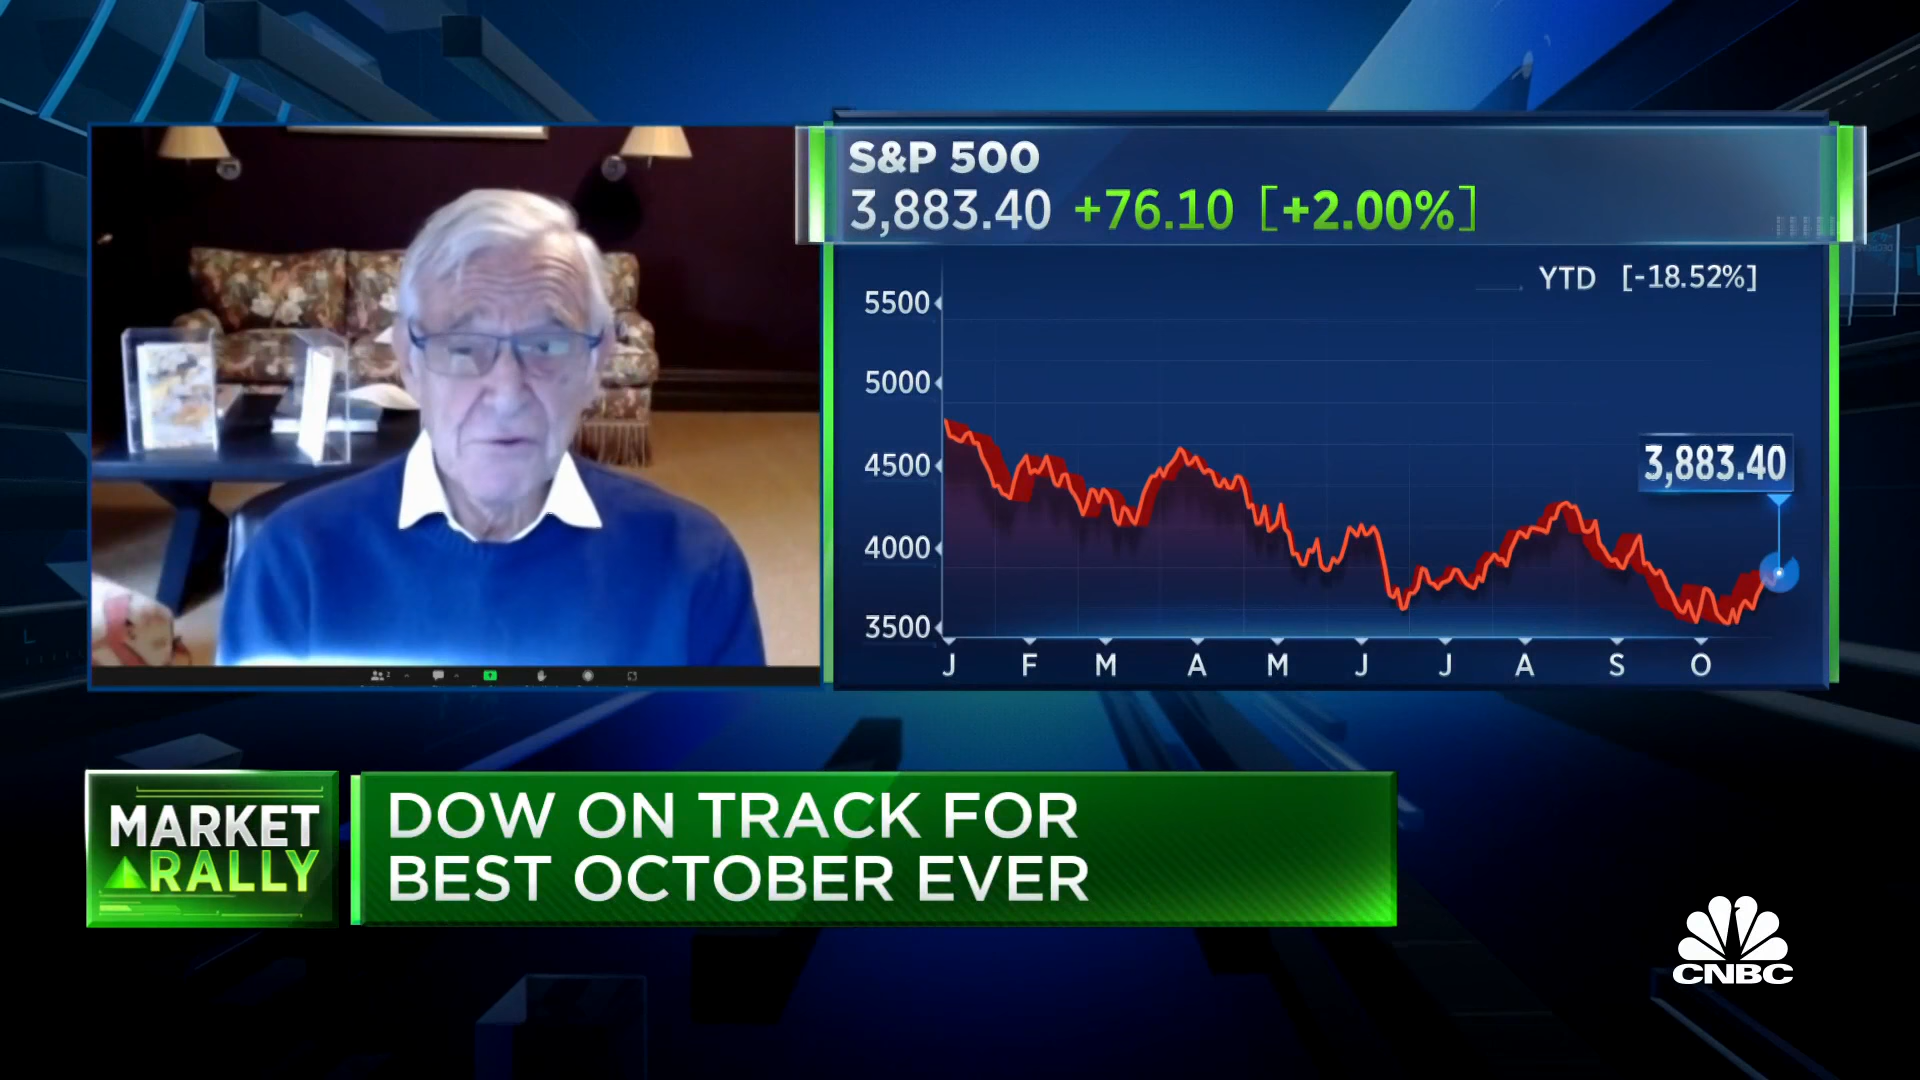 S&P 500
3,883.40 +76.10 [+2.00%]
YTD [-18.52%]
5500
5000
4500
4000
3500
3,883.40
J F M A M J J A S O
MARKET
RALLY
DOW ON TRACK FOR
BEST OCTOBER EVER
CNBC